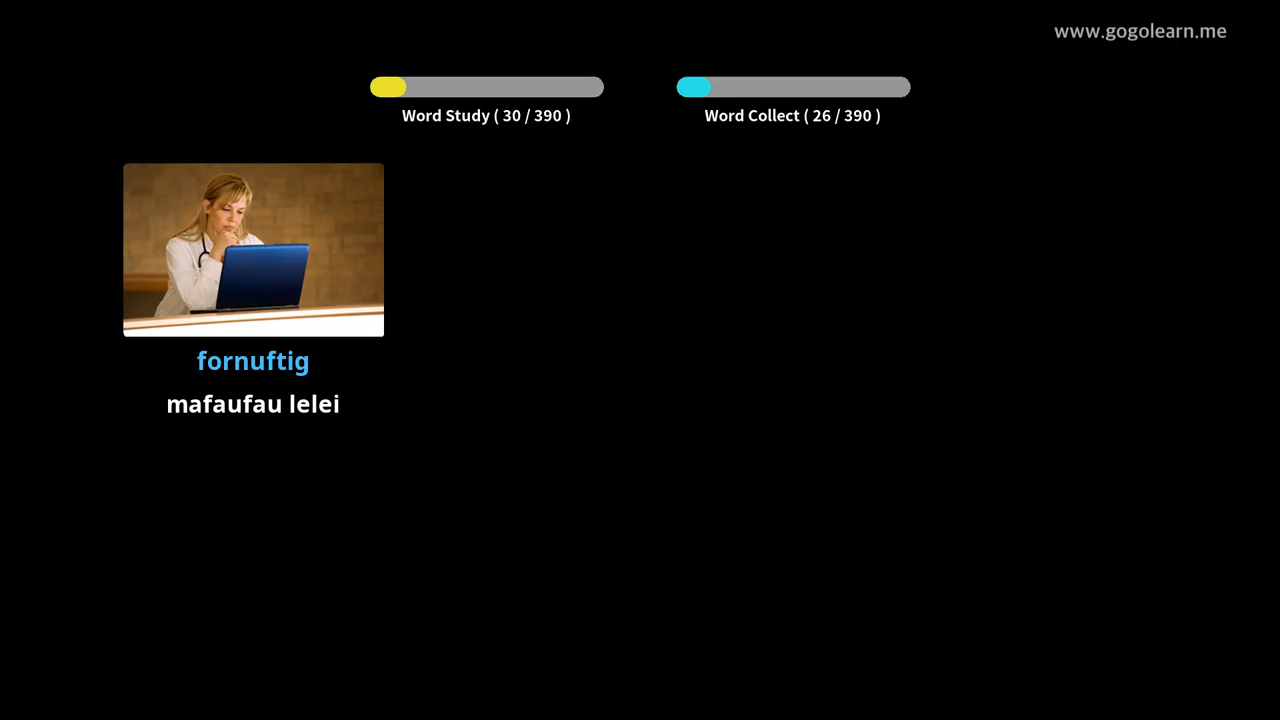 www.gogolearn.me
Word Study ( 30 / 390 )
Word Collect ( 26 / 390 )
fornuftig
mafaufau lelei